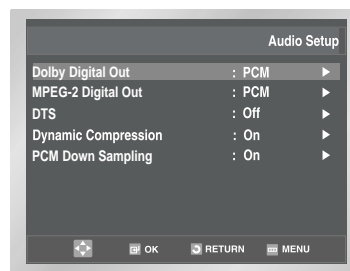 Audio Setup
Dolby Digital Out : PCM ►
MPEG-2 Digital Out : PCM ►
DTS : Off ►
Dynamic Compression : On ►
PCM Down Sampling : On ►
OK RETURN MENU